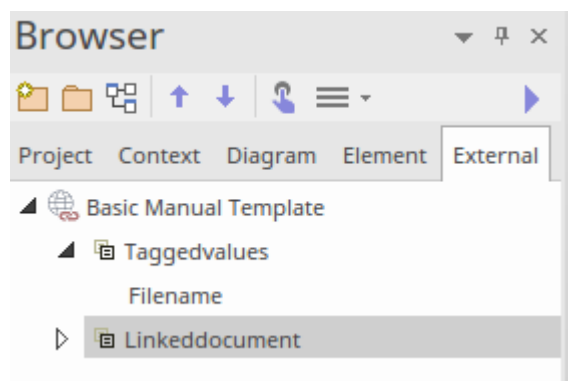 Browser
Project Context Diagram Element External
Basic Manual Template
Taggedvalues
Filename
Linkeddocument